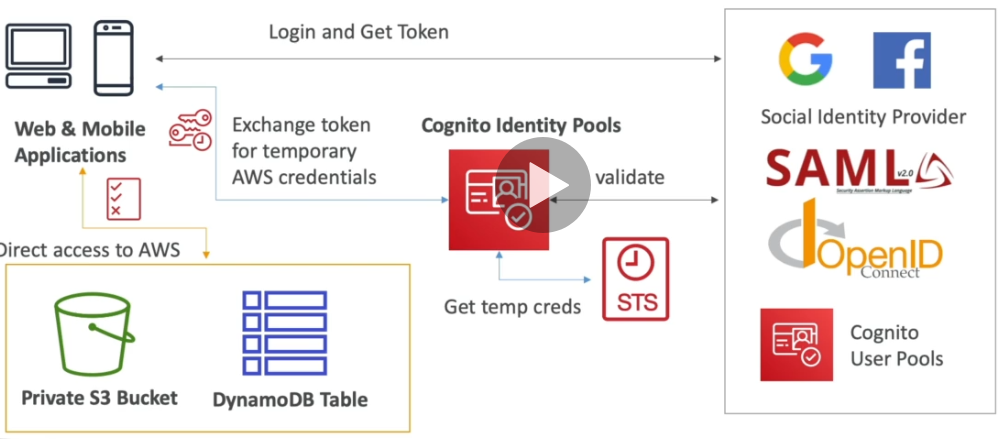 Login and Get Token
Web & Mobile
Applications
Exchange token
for temporary
AWS credentials
Cognito Identity Pools
validate
Social Identity Provider
SAML v2.0
Security Assertion Markup Language
OpenID
Connect
Direct access to AWS
Get temp creds
STS
Cognito
User Pools
Private S3 Bucket
DynamoDB Table